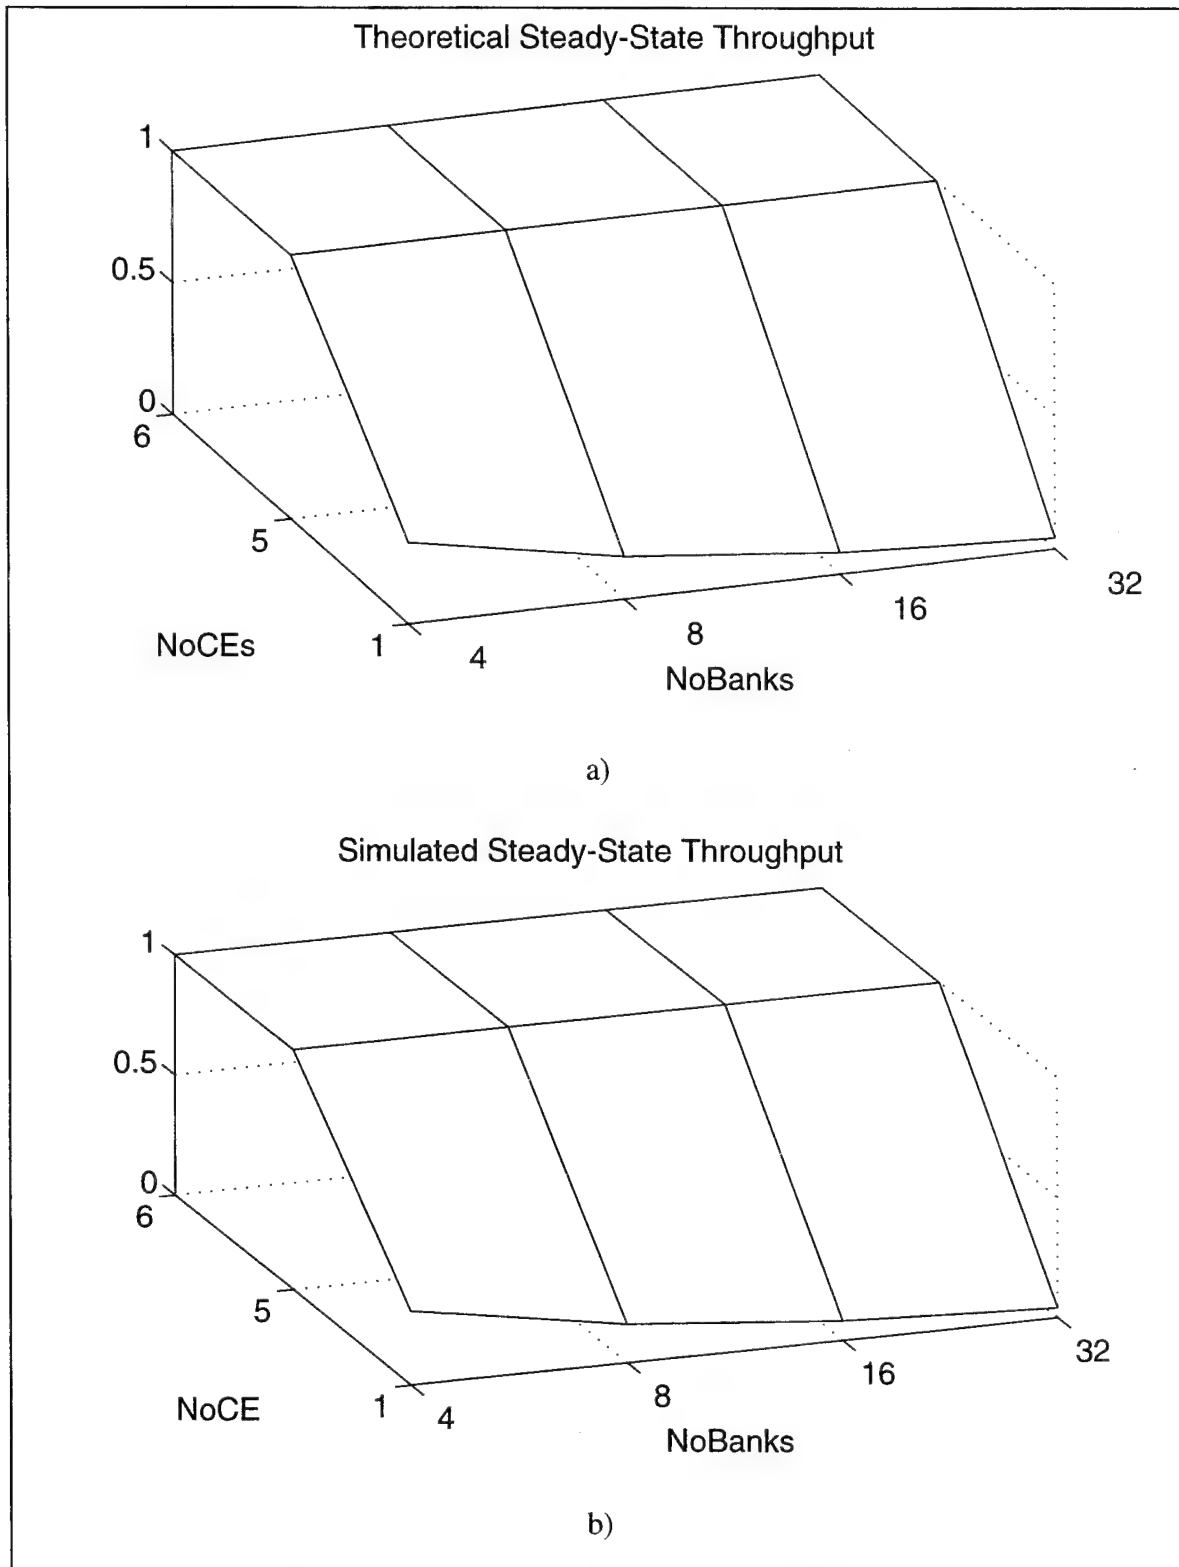 Theoretical Steady-State Throughput
1
0.5
0
6
5
1
4
8
16
32
NoCEs
NoBanks
a)
Simulated Steady-State Throughput
1
0.5
0
6
5
1
4
8
16
32
NoCE
NoBanks
b)